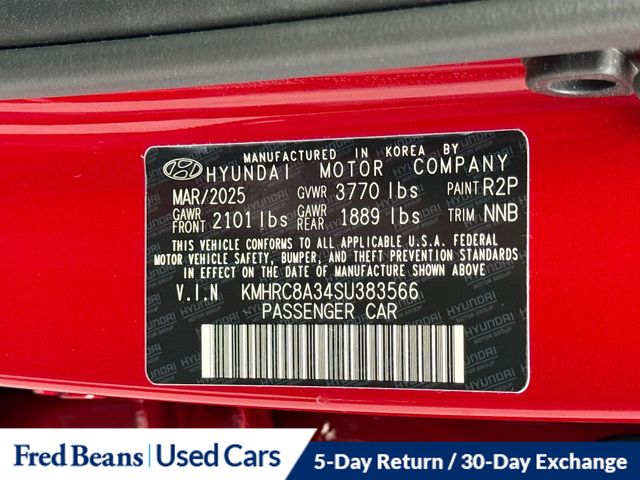 MANUFACTURED IN KOREA BY
HYUNDAI MOTOR COMPANY
MAR/2025 GVWR 3770 lbs PAINT R2P
GAWR FRONT 2101 lbs GAWR REAR 1889 lbs TRIM NNB
THIS VEHICLE CONFORMS TO ALL APPLICABLE U.S.A. FEDERAL
MOTOR VEHICLE SAFETY, BUMPER, AND THEFT PREVENTION STANDARDS
IN EFFECT ON THE DATE OF MANUFACTURE SHOWN ABOVE
V.I.N KMHRC8A34SU383566
PASSENGER CAR
Fred Beans | Used Cars
5-Day Return / 30-Day Exchange